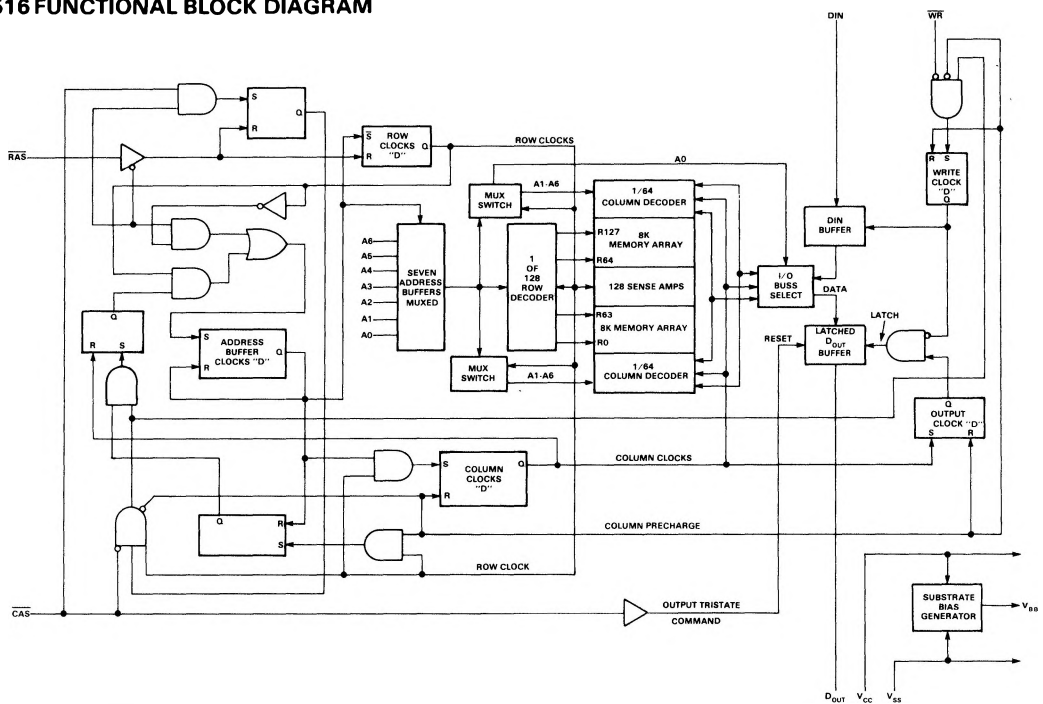 516 FUNCTIONAL BLOCK DIAGRAM
DIN
WR
S
Q
R
RAS
S
ROW
CLOCKS
"D"
Q
R
ROW CLOCKS
A0
R S
WRITE
CLOCK
"D"
Q
MUX
SWITCH
A1-A6
1/64
COLUMN DECODER
DIN
BUFFER
A6
A5
A4
A3
A2
A1
A0
SEVEN
ADDRESS
BUFFERS
MUXED
1
OF
128
ROW
DECODER
R127
8K
MEMORY ARRAY
R64
128 SENSE AMPS
R63
8K MEMORY ARRAY
R0
1/64
COLUMN DECODER
I/O
BUSS
SELECT
DATA
LATCH
RESET
LATCHED
DOUT
BUFFER
MUX
SWITCH
A1-A6
Q
R S
S
ADDRESS
BUFFER
CLOCKS "D"
Q
R
Q
OUTPUT
CLOCK "D"
S R
S
COLUMN
CLOCKS
"D"
Q
R
COLUMN CLOCKS
Q
R
S
COLUMN PRECHARGE
ROW CLOCK
CAS
OUTPUT TRISTATE
COMMAND
SUBSTRATE
BIAS
GENERATOR
VBB
DOUT
VCC
VSS